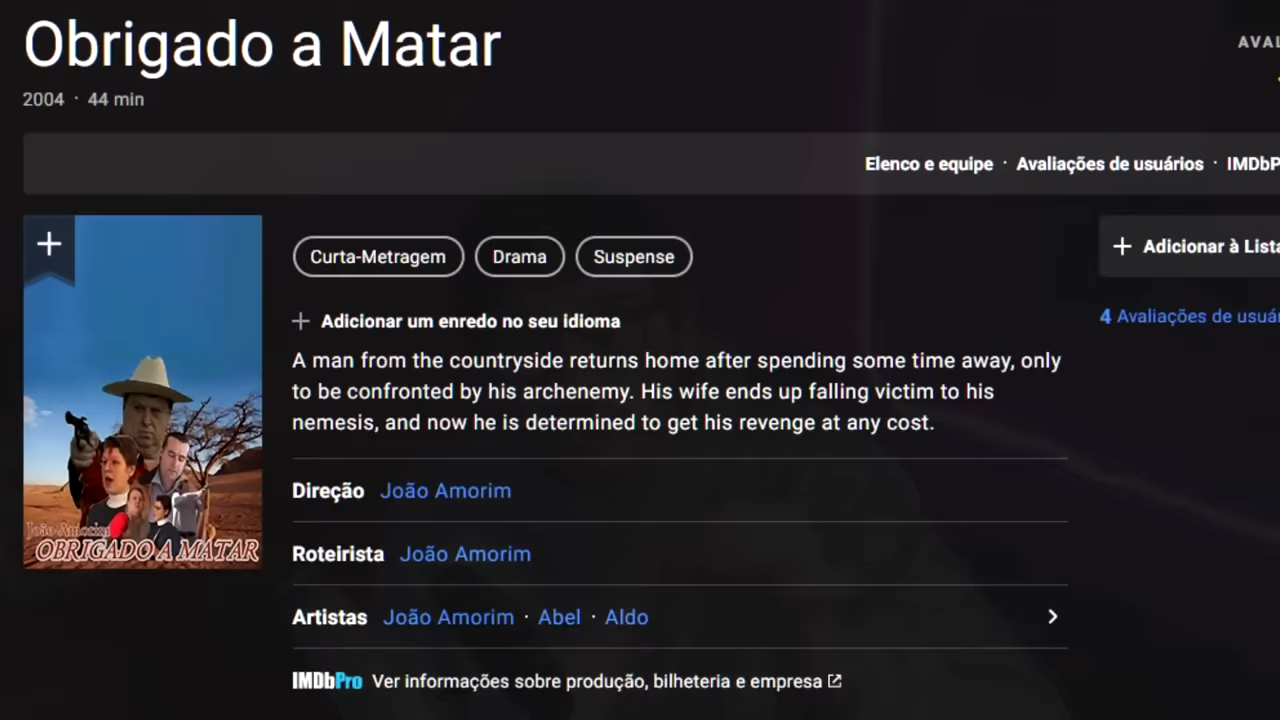 Obrigado a Matar
AVAL
2004 · 44 min
Elenco e equipe · Avaliações de usuários · IMDbP
+
Curta-Metragem Drama Suspense
+ Adicionar à Lista
+ Adicionar um enredo no seu idioma
4 Avaliações de usuár
A man from the countryside returns home after spending some time away, only
to be confronted by his archenemy. His wife ends up falling victim to his
nemesis, and now he is determined to get his revenge at any cost.
Direção João Amorim
João Amorim
OBRIGADO A MATAR
Roteirista João Amorim
Artistas João Amorim · Abel · Aldo
IMDbPro Ver informações sobre produção, bilheteria e empresa